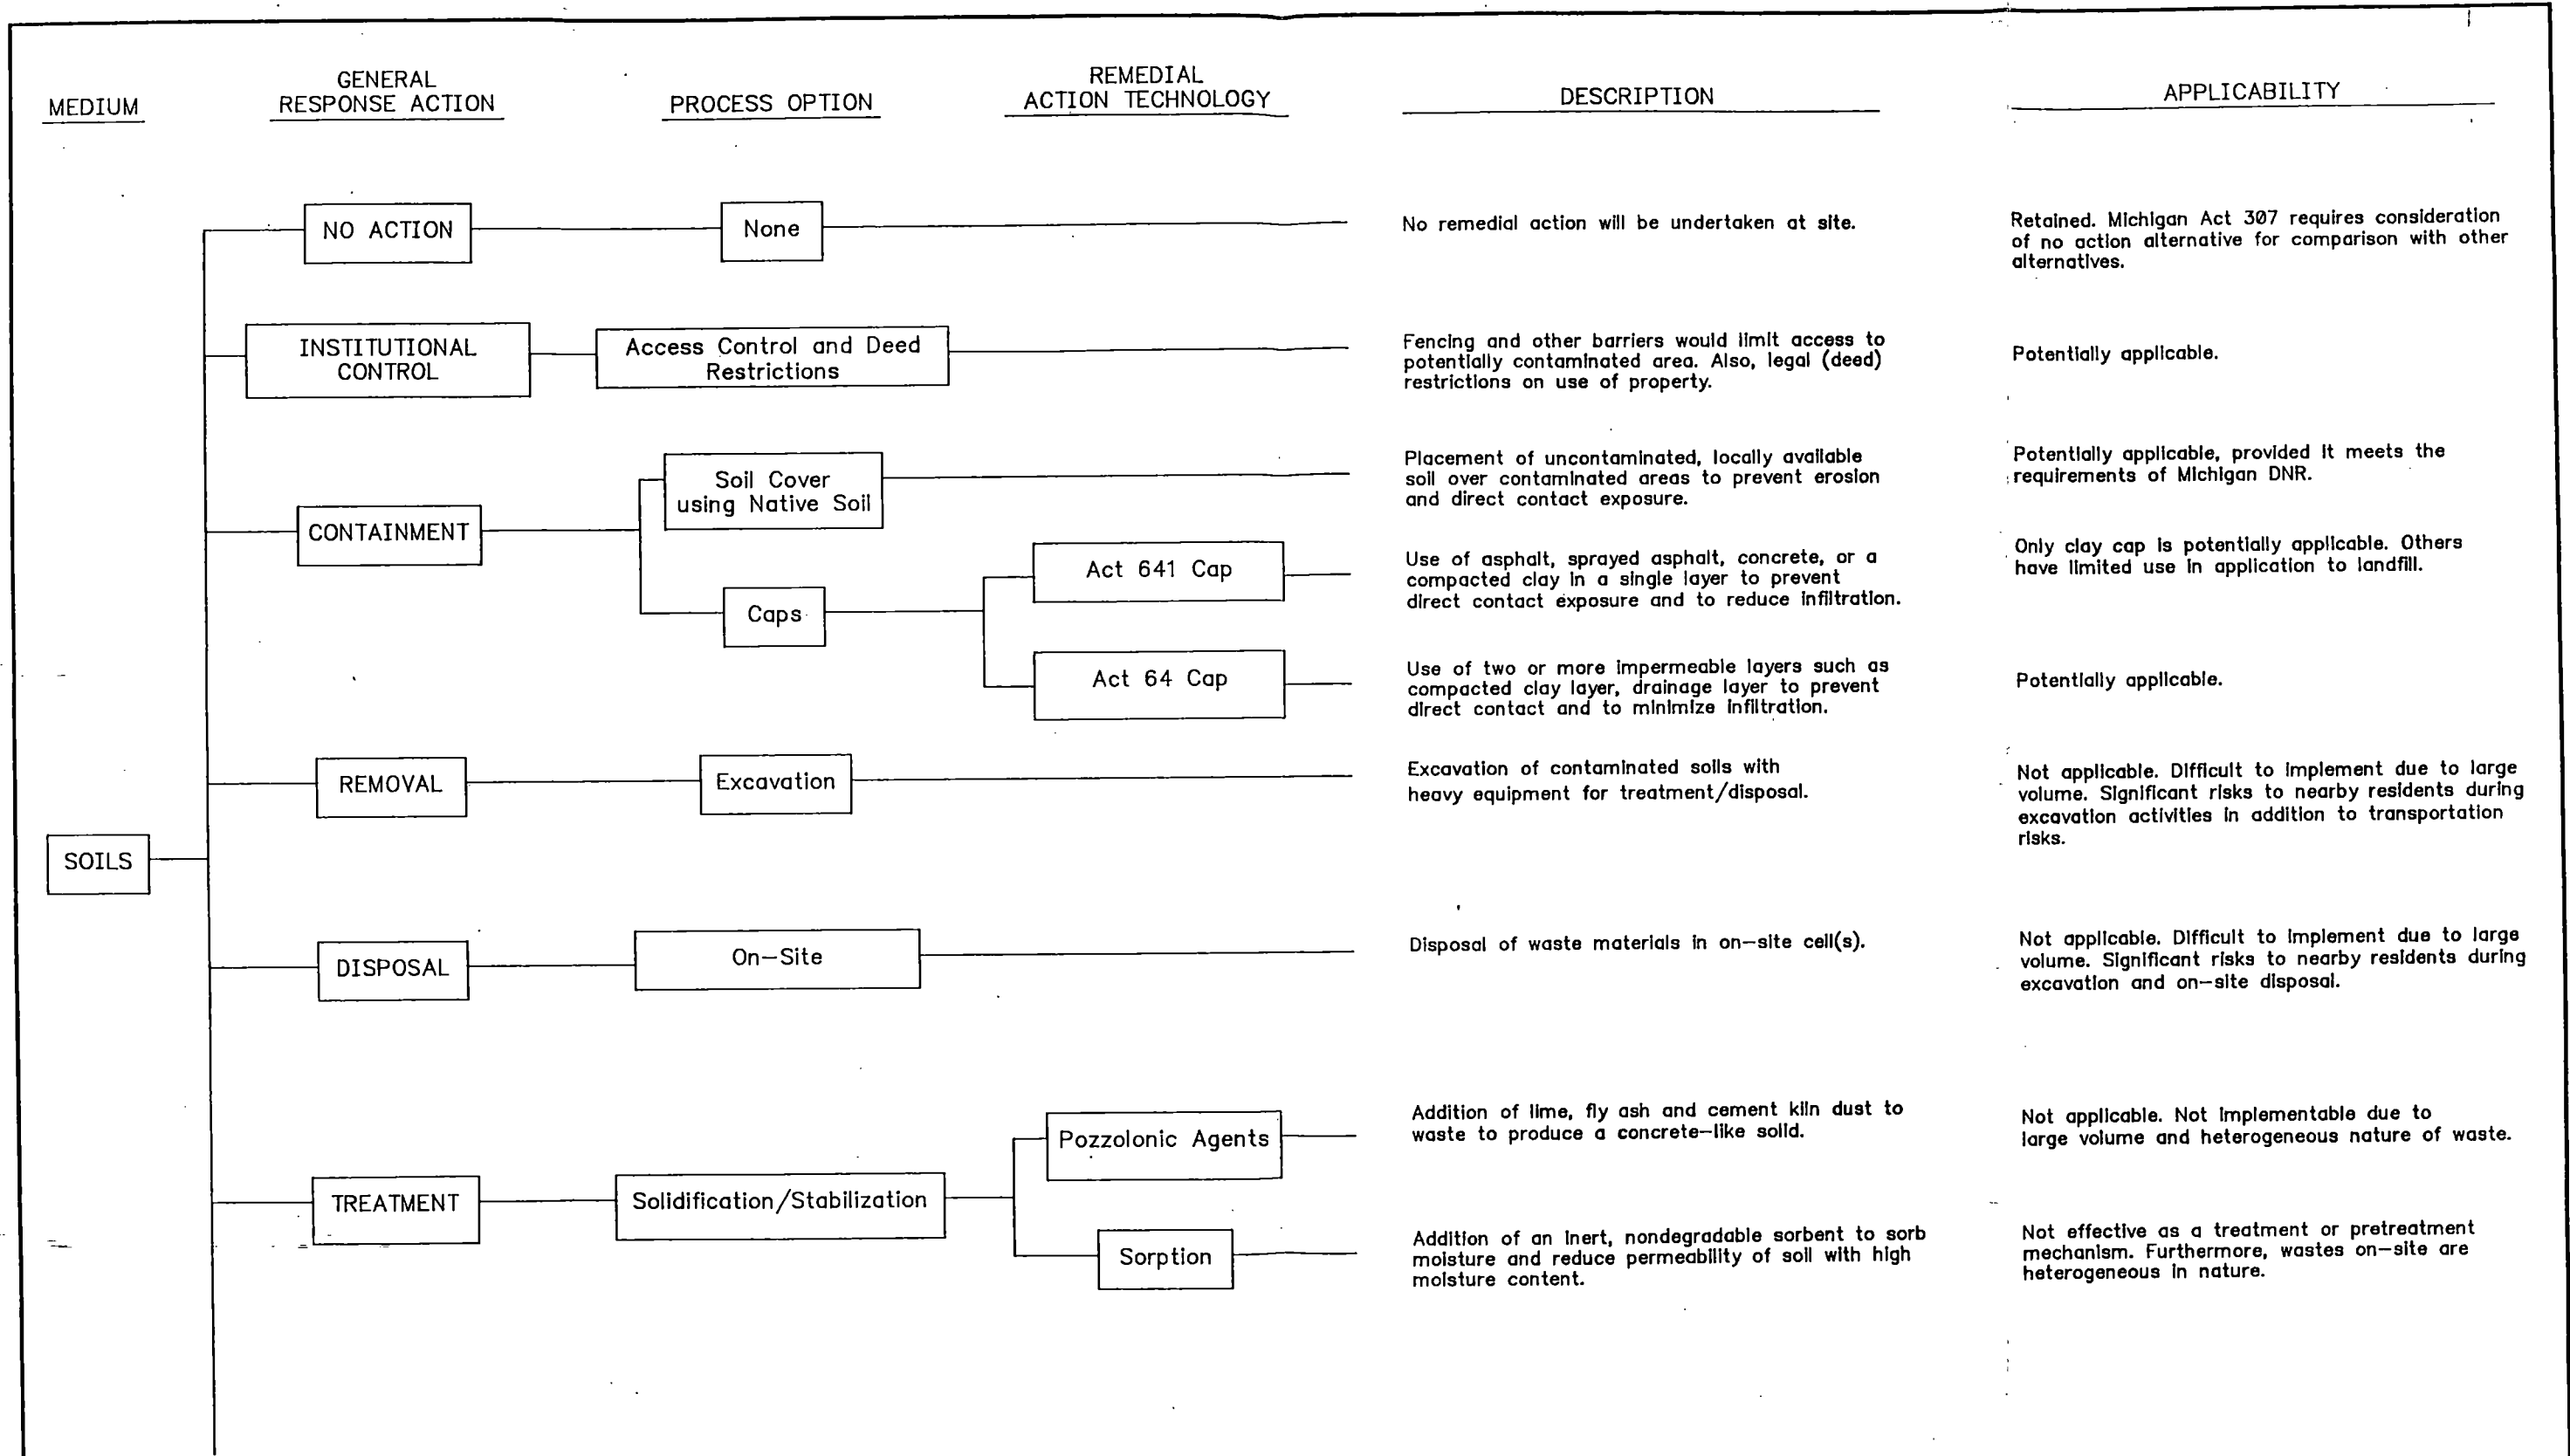 MEDIUM
GENERAL
RESPONSE ACTION
PROCESS OPTION
REMEDIAL
ACTION TECHNOLOGY
DESCRIPTION
APPLICABILITY
NO ACTION
None
No remedial action will be undertaken at site.
Retained. Michigan Act 307 requires consideration
of no action alternative for comparison with other
alternatives.
INSTITUTIONAL
CONTROL
Access Control and Deed
Restrictions
Fencing and other barriers would limit access to
potentially contaminated area. Also, legal (deed)
restrictions on use of property.
Potentially applicable.
CONTAINMENT
Soil Cover
using Native Soil
Placement of uncontaminated, locally available
soil over contaminated areas to prevent erosion
and direct contact exposure.
Potentially applicable, provided it meets the
requirements of Michigan DNR.
Caps
Act 641 Cap
Use of asphalt, sprayed asphalt, concrete, or a
compacted clay in a single layer to prevent
direct contact exposure and to reduce infiltration.
Only clay cap is potentially applicable. Others
have limited use in application to landfill.
Act 64 Cap
Use of two or more impermeable layers such as
compacted clay layer, drainage layer to prevent
direct contact and to minimize infiltration.
Potentially applicable.
REMOVAL
Excavation
Excavation of contaminated soils with
heavy equipment for treatment/disposal.
Not applicable. Difficult to implement due to large
volume. Significant risks to nearby residents during
excavation activities in addition to transportation
risks.
SOILS
DISPOSAL
On-Site
Disposal of waste materials in on-site cell(s).
Not applicable. Difficult to implement due to large
volume. Significant risks to nearby residents during
excavation and on-site disposal.
TREATMENT
Solidification/Stabilization
Pozzolonic Agents
Addition of lime, fly ash and cement kiln dust to
waste to produce a concrete-like solid.
Not applicable. Not implementable due to
large volume and heterogeneous nature of waste.
Sorption
Addition of an inert, nondegradable sorbent to sorb
moisture and reduce permeability of soil with high
moisture content.
Not effective as a treatment or pretreatment
mechanism. Furthermore, wastes on-site are
heterogeneous in nature.